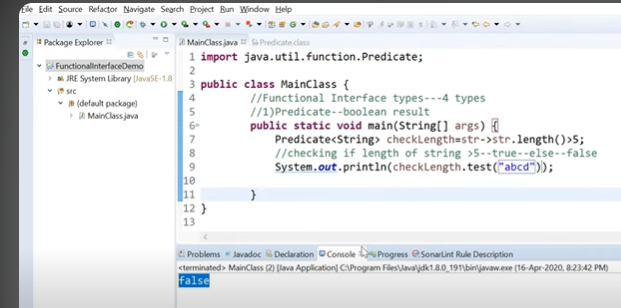 File Edit Source Refactor Navigate Search Project Run Window Help
Package Explorer
FunctionalInterfaceDemo
JRE System Library [JavaSE-1.8
src
(default package)
MainClass.java
MainClass.java Predicate.class
1 import java.util.function.Predicate;
2
3 public class MainClass {
4 //Functional Interface types---4 types
5 //1)Predicate--boolean result
6 public static void main(String[] args) {
7 Predicate<String> checkLength=str->str.length()>5;
8 //checking if length of string >5--true--else--false
9 System.out.println(checkLength.test("abcd"));
10
11 }
12 }
13
Problems Javadoc Declaration Console Progress SonarLint Rule Description
<terminated> MainClass (2) [Java Application] C:\Program Files\Java\jdk1.8.0_191\bin\javaw.exe (16-Apr-2020, 8:23:42 PM)
false